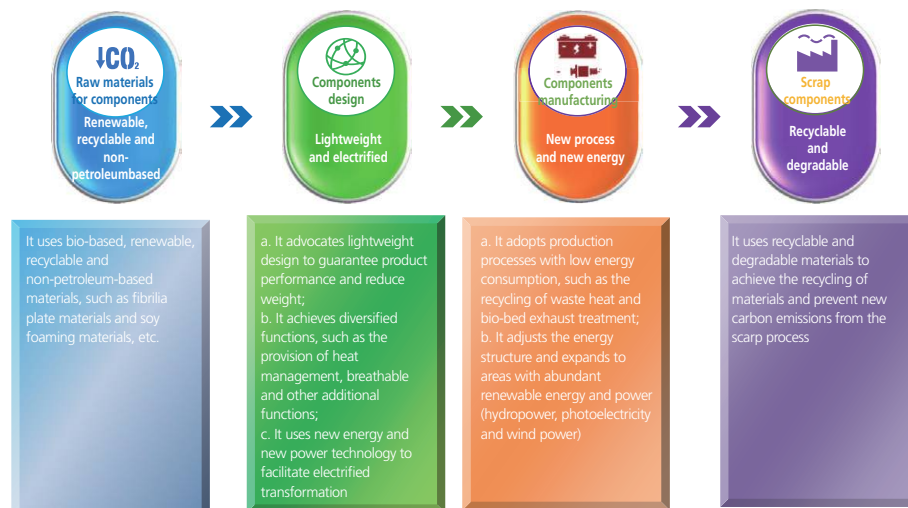 ↓CO₂
Raw materials
for components
Renewable,
recyclable and
non-
petroleumbased
Components
design
Lightweight
and electrified
Components
manufacturing
New process
and new energy
Scrap
components
Recyclable
and
degradable
It uses bio-based, renewable,
recyclable and
non-petroleum-based
materials, such as fibrilia
plate materials and soy
foaming materials, etc.
a. It advocates lightweight
design to guarantee product
performance and reduce
weight;
b. It achieves diversified
functions, such as the
provision of heat
management, breathable
and other additional
functions;
c. It uses new energy and
new power technology to
facilitate electrified
transformation
a. It adopts production
processes with low energy
consumption, such as the
recycling of waste heat and
bio-bed exhaust treatment;
b. It adjusts the energy
structure and expands to
areas with abundant
renewable energy and power
(hydropower, photoelectricity
and wind power)
It uses recyclable and
degradable materials to
achieve the recycling of
materials and prevent new
carbon emissions from the
scarp process